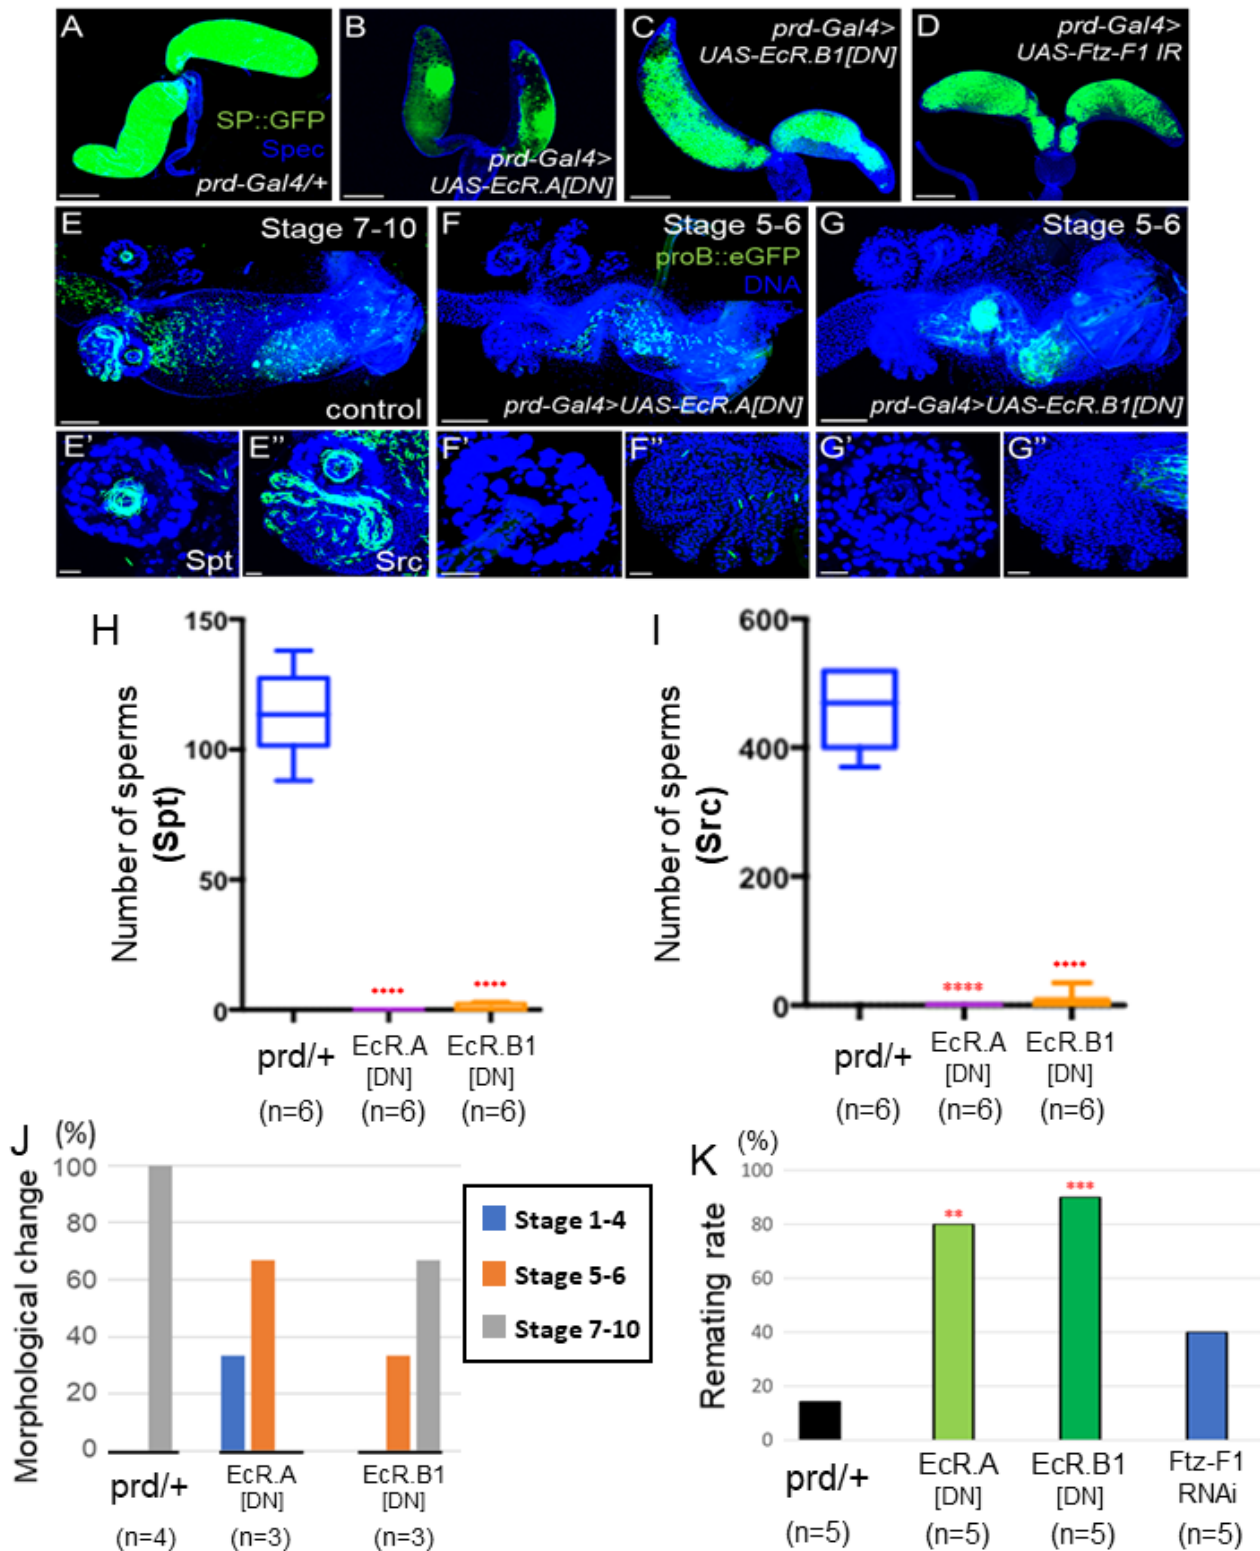 A
SP::GFP
Spec
prd-Gal4/+
B
prd-Gal4>
UAS-EcR.A[DN]
C
prd-Gal4>
UAS-EcR.B1[DN]
D
prd-Gal4>
UAS-Ftz-F1 IR
E
Stage 7-10
control
F
Stage 5-6
proB::eGFP
DNA
prd-Gal4>UAS-EcR.A[DN]
G
Stage 5-6
prd-Gal4>UAS-EcR.B1[DN]
E'
Spt
E''
Src
F'
F''
G'
G''
H
Number of sperms
(Spt)
150
100
50
0
****
****
prd/+
EcR.A
[DN]
EcR.B1
[DN]
(n=6)
(n=6)
(n=6)
I
Number of sperms
(Src)
600
400
200
0
****
****
prd/+
EcR.A
[DN]
EcR.B1
[DN]
(n=6)
(n=6)
(n=6)
J
(%)
Morphological change
100
80
60
40
20
0
prd/+
EcR.A
[DN]
EcR.B1
[DN]
(n=4)
(n=3)
(n=3)
Stage 1-4
Stage 5-6
Stage 7-10
K
(%)
Remating rate
100
80
60
40
20
0
**
***
prd/+
EcR.A
[DN]
EcR.B1
[DN]
Ftz-F1
RNAi
(n=5)
(n=5)
(n=5)
(n=5)